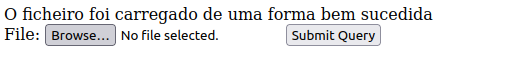 O ficheiro foi carregado de uma forma bem sucedida
File: Browse... No file selected. Submit Query